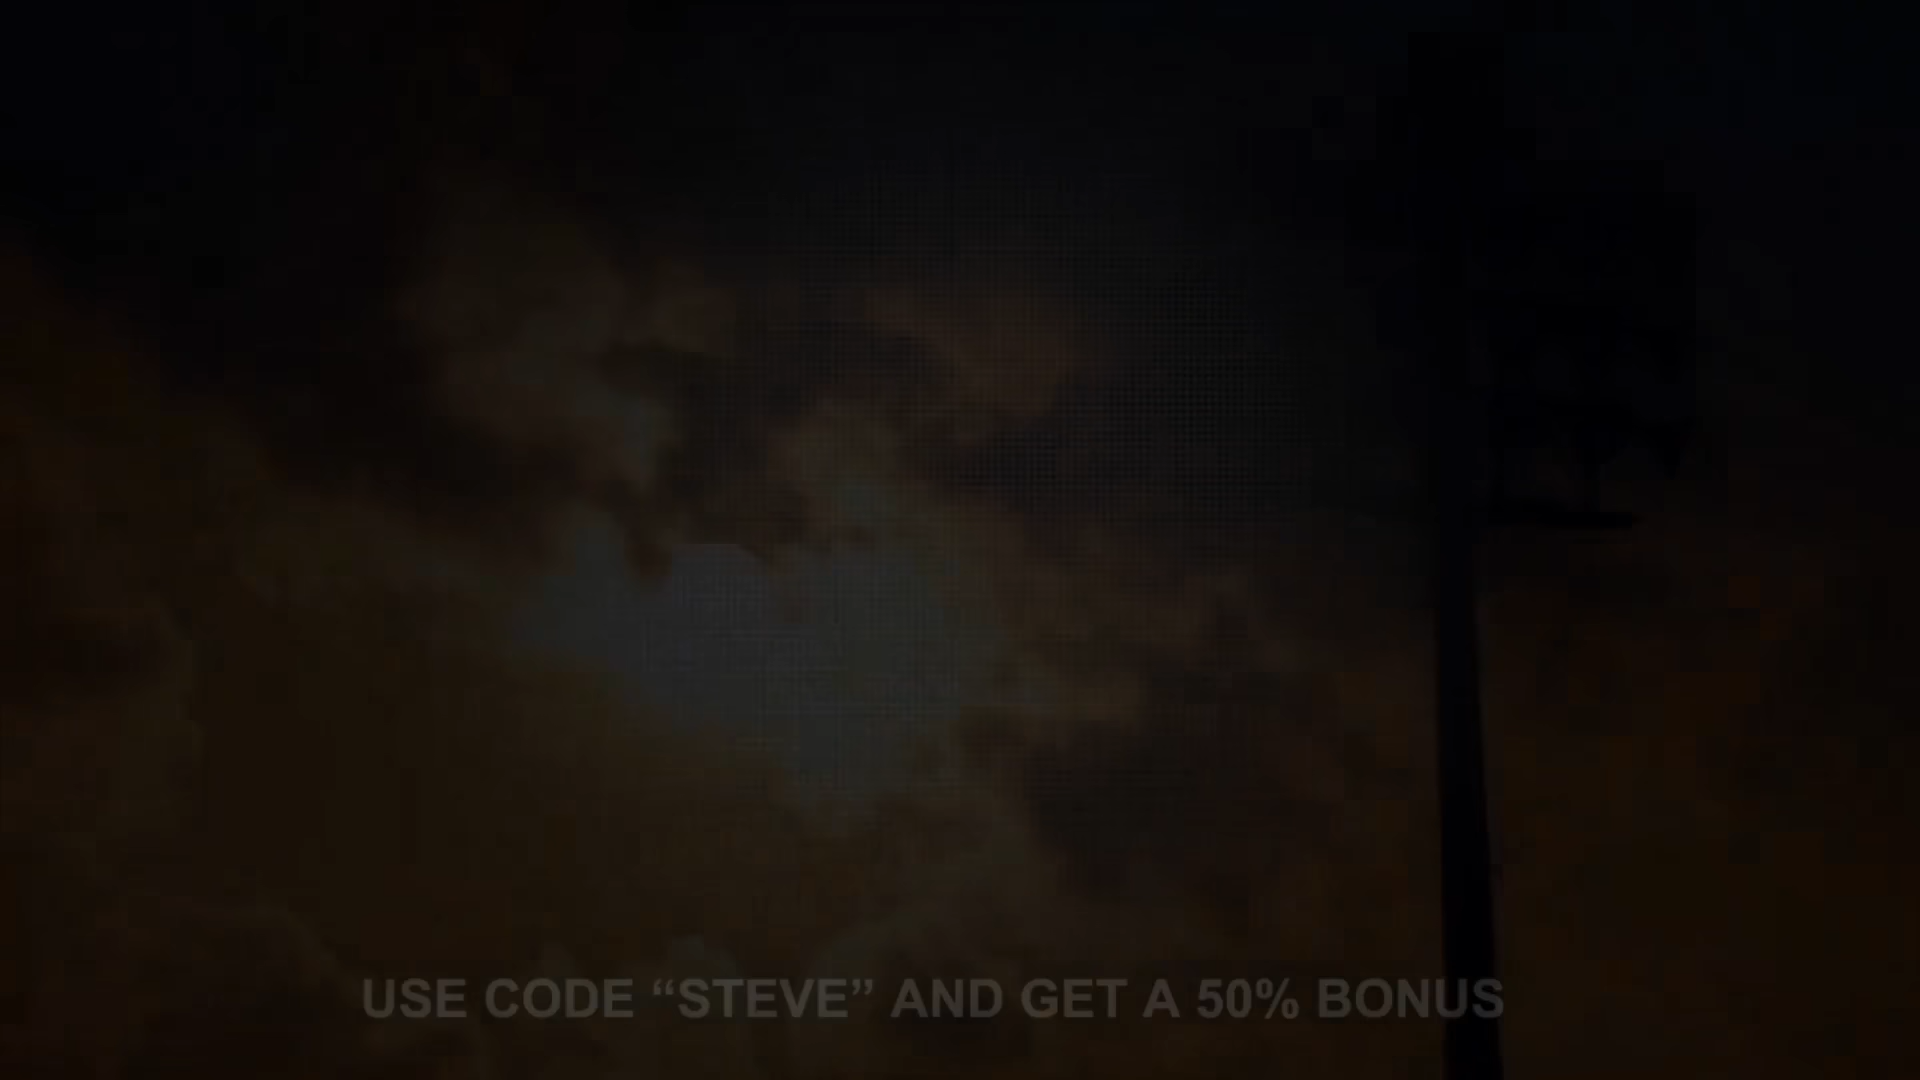 USE CODE “STEVE” AND GET A 50% BONUS